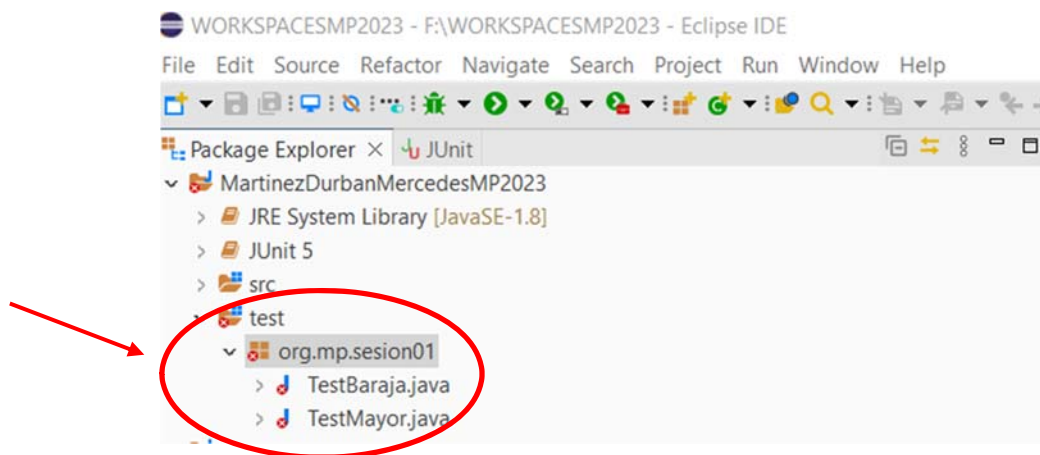 WORKSPACESMP2023 - F:\WORKSPACESMP2023 - Eclipse IDE
File Edit Source Refactor Navigate Search Project Run Window Help
Package Explorer JUnit
MartinezDurbanMercedesMP2023
JRE System Library [JavaSE-1.8]
JUnit 5
src
test
org.mp.sesion01
TestBaraja.java
TestMayor.java